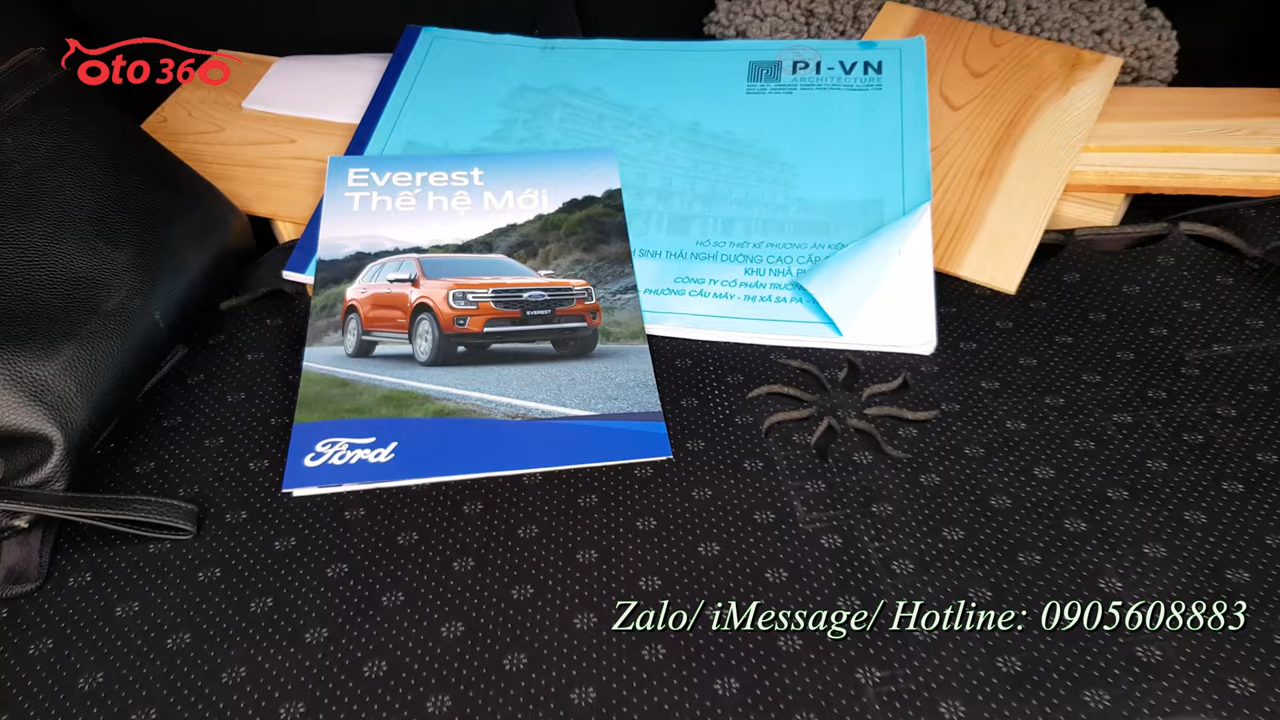 oto 360
PI-VN
ARCHITECTURE
Everest
Thế hệ Mới
EVEREST
Ford
HỒ SƠ THIẾT KẾ PHƯƠNG ÁN KIẾN
SINH THÁI NGHỈ DƯỠNG CAO CẤP
KHU NHÀ
CÔNG TY CỔ PHẦN
PHƯỜNG CẦU MÂY - THỊ XÃ SA PA -
Zalo/ iMessage/ Hotline: 0905608883